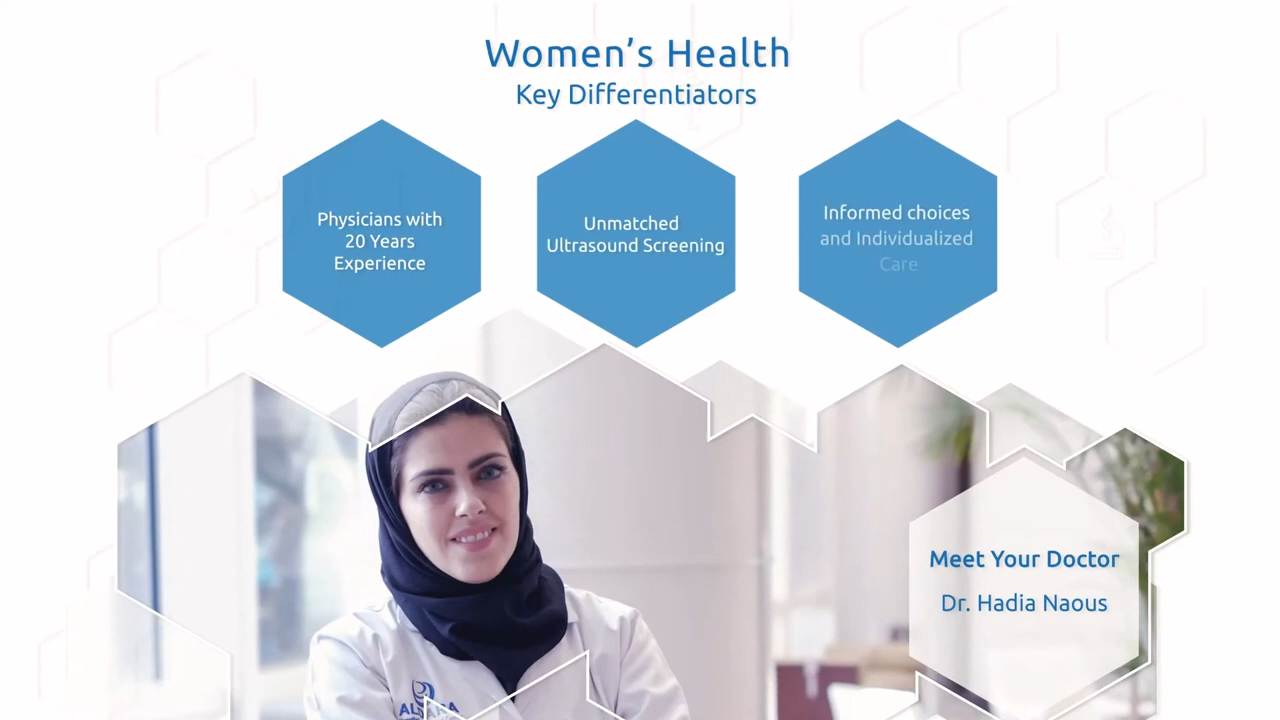 Women’s Health
Key Differentiators
Physicians with
20 Years
Experience
Unmatched
Ultrasound Screening
Informed choices
and Individualized
Care
Meet Your Doctor
Dr. Hadia Naous